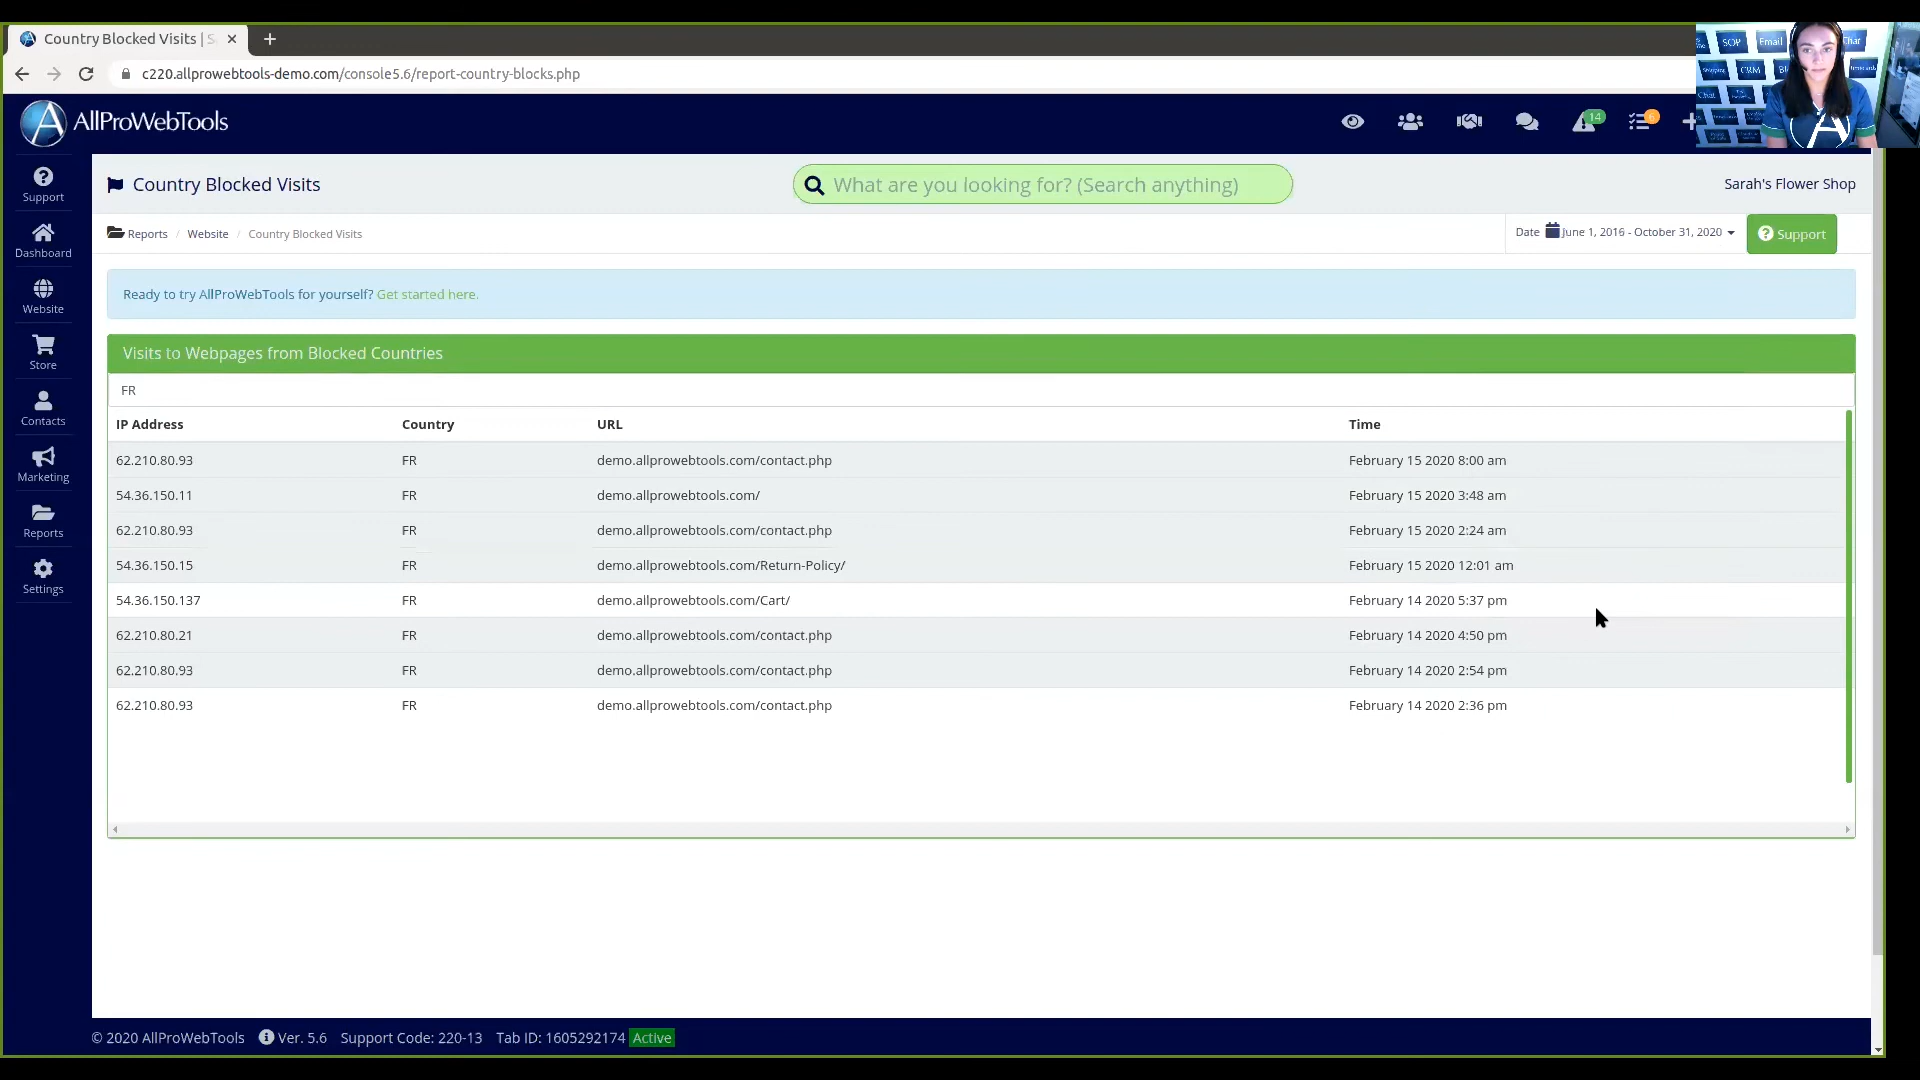 Country Blocked Visits | S
c220.allprowebtools-demo.com/console5.6/report-country-blocks.php
SOP Email Chat
CRM
Chat
AllProWebTools
14
6
Support
Dashboard
Website
Store
Contacts
Marketing
Reports
Settings
Country Blocked Visits
What are you looking for? (Search anything)
Sarah's Flower Shop
Reports / Website / Country Blocked Visits
Date June 1, 2016 - October 31, 2020
Support
Ready to try AllProWebTools for yourself? Get started here.
Visits to Webpages from Blocked Countries
FR
IP Address Country URL Time
62.210.80.93 FR demo.allprowebtools.com/contact.php February 15 2020 8:00 am
54.36.150.11 FR demo.allprowebtools.com/ February 15 2020 3:48 am
62.210.80.93 FR demo.allprowebtools.com/contact.php February 15 2020 2:24 am
54.36.150.15 FR demo.allprowebtools.com/Return-Policy/ February 15 2020 12:01 am
54.36.150.137 FR demo.allprowebtools.com/Cart/ February 14 2020 5:37 pm
62.210.80.21 FR demo.allprowebtools.com/contact.php February 14 2020 4:50 pm
62.210.80.93 FR demo.allprowebtools.com/contact.php February 14 2020 2:54 pm
62.210.80.93 FR demo.allprowebtools.com/contact.php February 14 2020 2:36 pm
© 2020 AllProWebTools Ver. 5.6 Support Code: 220-13 Tab ID: 1605292174 Active